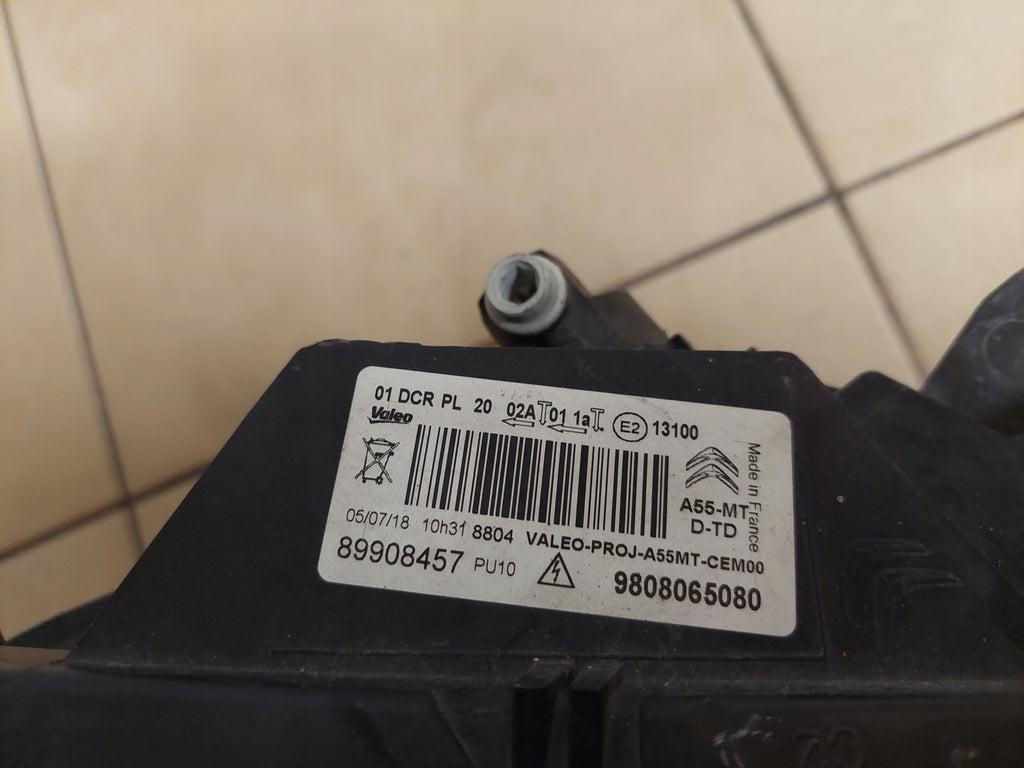 01 DCR PL 20 02A 01 1a E2 13100
Valeo
Made in France
A55-MT
D-TD
05/07/18 10h31 8804 VALEO-PROJ-A55MT-CEM00
89908457 PU10 9808065080